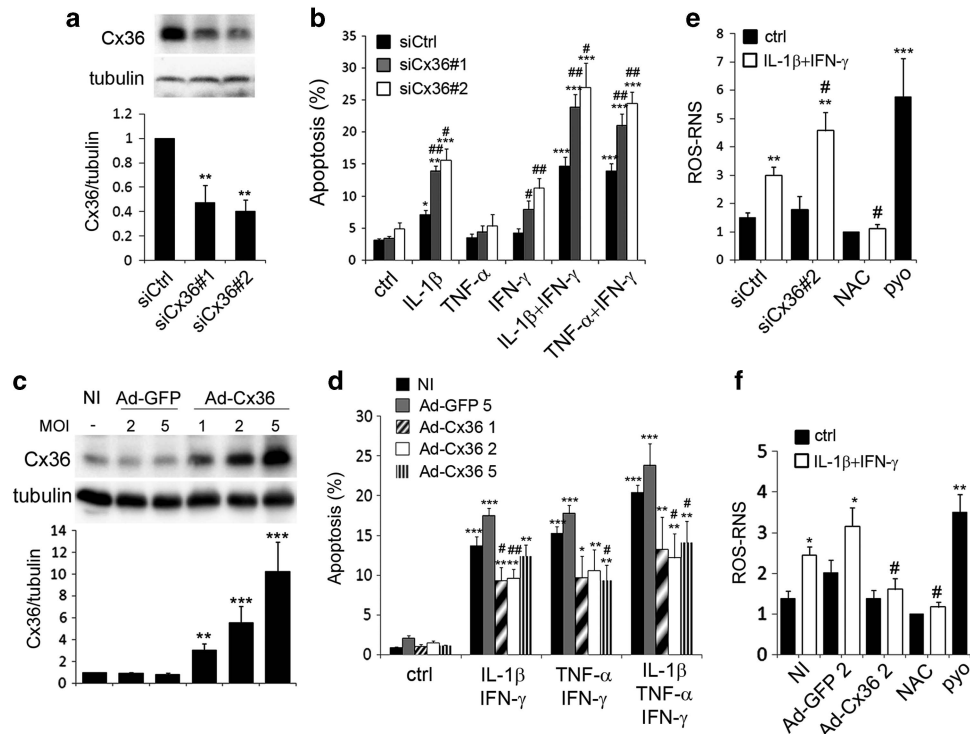 a
Cx36
tubulin
Cx36/tubulin
1.2
1
0.8
0.6
0.4
0.2
0
** **
siCtrl
siCx36#1
siCx36#2
b
siCtrl
siCx36#1
siCx36#2
Apoptosis (%)
35
30
25
20
15
10
5
0
*
##
**
#
***
#
##
***
##
***
#
***
***
##
***
##
***
ctrl
IL-1β
TNF-α
IFN-γ
IL-1β+IFN-γ
TNF-α+IFN-γ
e
ctrl
IL-1β+IFN-γ
ROS-RNS
8
7
6
5
4
3
2
1
0
**
#
**
#
***
siCtrl
siCx36#2
NAC
pyo
c
NI Ad-GFP Ad-Cx36
MOI - 2 5 1 2 5
Cx36
tubulin
Cx36/tubulin
14
12
10
8
6
4
2
0
**
***
***
d
NI
Ad-GFP 5
Ad-Cx36 1
Ad-Cx36 2
Ad-Cx36 5
Apoptosis (%)
30
25
20
15
10
5
0
***
***
#
##
****
**
***
***
*
**
#
**
***
***
**
#
**
#
**
ctrl
IL-1β
IFN-γ
TNF-α
IFN-γ
IL-1β
TNF-α
IFN-γ
f
ctrl
IL-1β+IFN-γ
ROS-RNS
5
4
3
2
1
0
*
*
#
#
**
NI
Ad-GFP 2
Ad-Cx36 2
NAC
pyo